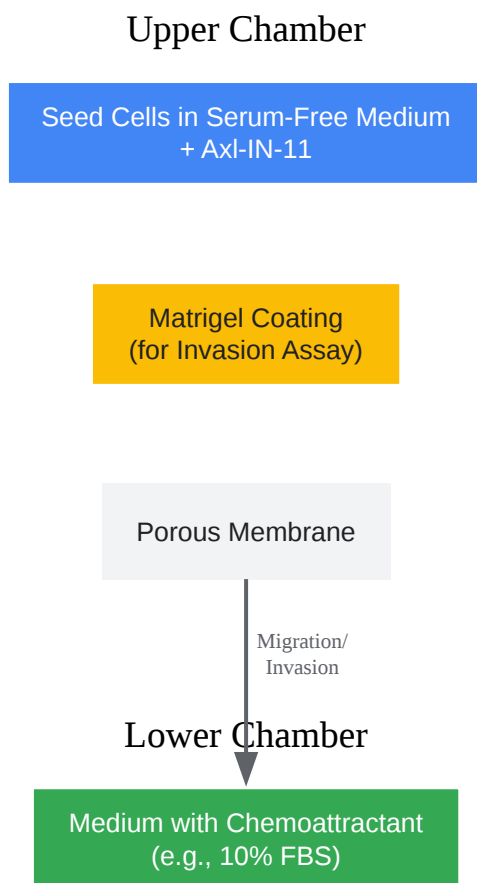 Upper Chamber
Seed Cells in Serum-Free Medium
+ Axl-IN-11
Matrigel Coating
(for Invasion Assay)
Porous Membrane
Migration/
Invasion
Lower Chamber
Medium with Chemoattractant
(e.g., 10% FBS)